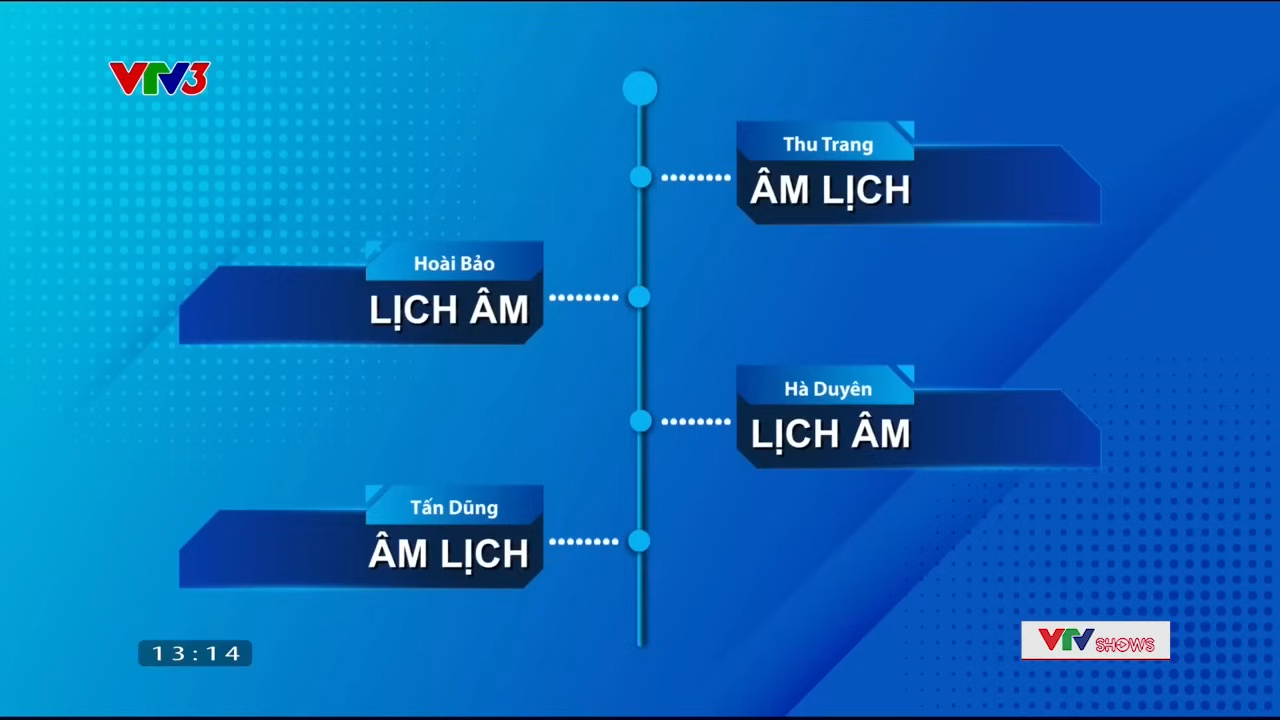 VTV3
Thu Trang
ÂM LỊCH
Hoài Bảo
LỊCH ÂM
Hà Duyên
LỊCH ÂM
Tấn Dũng
ÂM LỊCH
13:14
VTV SHOWS